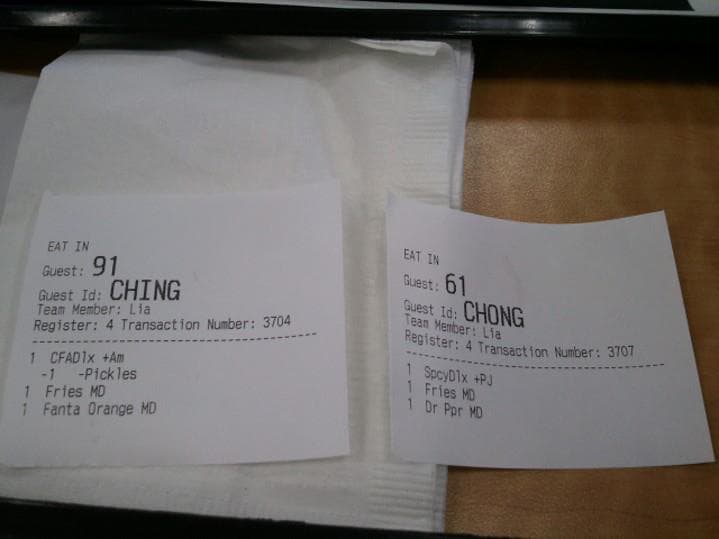 EAT IN
Guest: 91
Guest Id: CHING
Team Member: Lia
Register: 4 Transaction Number: 3704
1 CFADlx +Am
-1 -Pickles
1 Fries MD
1 Fanta Orange MD
EAT IN
Guest: 61
Guest Id: CHONG
Team Member: Lia
Register: 4 Transaction Number: 3707
1 SpcyDlx +PJ
1 Fries MD
1 Dr Ppr MD